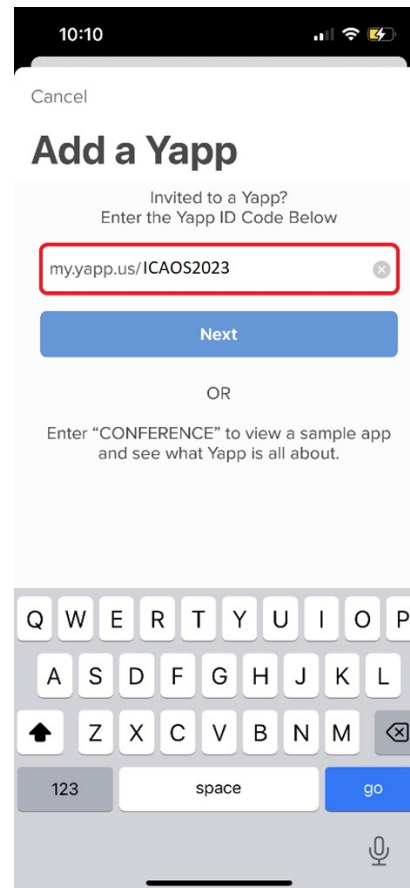 10:10
Cancel
Add a Yapp
Invited to a Yapp?
Enter the Yapp ID Code Below
my.yapp.us/ICAOS2023
Next
OR
Enter “CONFERENCE” to view a sample app
and see what Yapp is all about.
Q W E R T Y U I O P
A S D F G H J K L
Z X C V B N M
123 space go